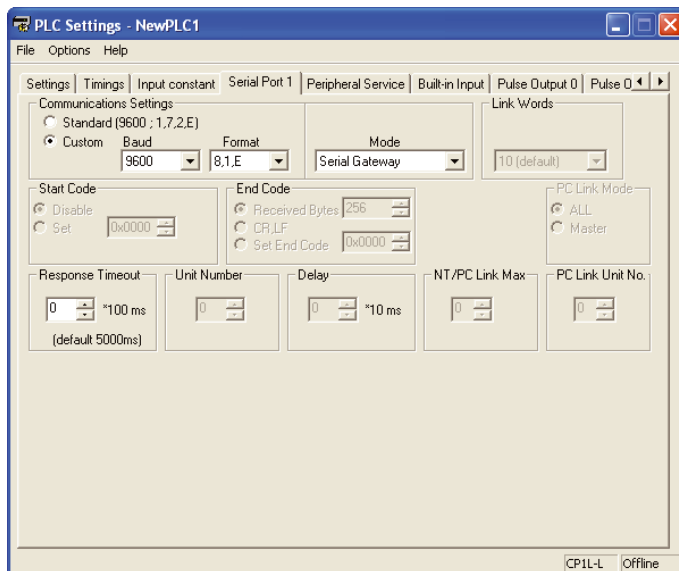 PLC Settings - NewPLC1
File Options Help
Settings Timings Input constant Serial Port 1 Peripheral Service Built-in Input Pulse Output 0 Pulse O
Communications Settings
Link Words
Standard (9600 ; 1,7,2,E)
Custom Baud Format Mode
9600 8,1,E Serial Gateway 10 (default)
Start Code End Code PC Link Mode
Disable Received Bytes 256 ALL
Set 0x0000 CR,LF Master
Set End Code 0x0000
Response Timeout Unit Number Delay NT/PC Link Max PC Link Unit No.
0 *100 ms 0 0 *10 ms 0 0
(default 5000ms)
CP1L-L Offline